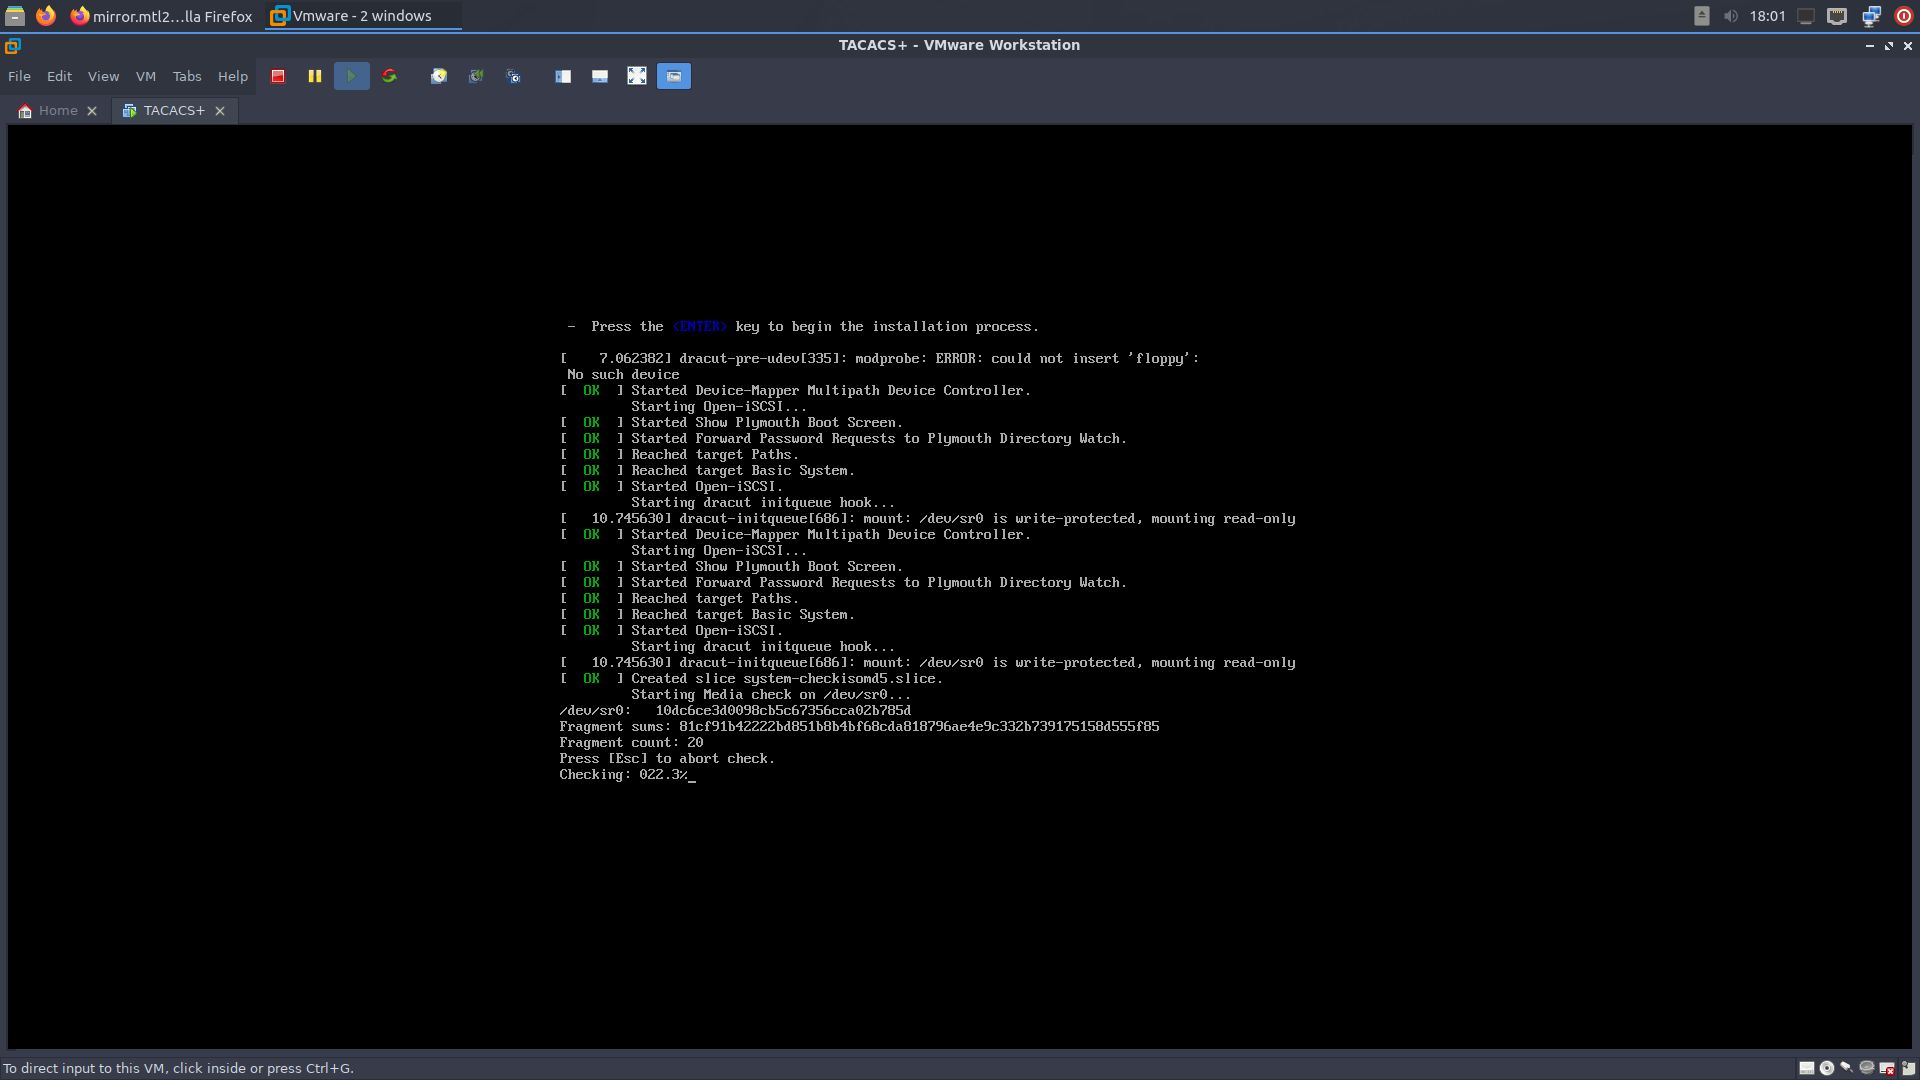 mirror.mtl2...lla Firefox
Vmware - 2 windows
18:01
TACACS+ - VMware Workstation
File Edit View VM Tabs Help
Home
TACACS+
- Press the <ENTER> key to begin the installation process.
[ 7.062382] dracut-pre-udev[335]: modprobe: ERROR: could not insert 'floppy':
No such device
[ OK ] Started Device-Mapper Multipath Device Controller.
Starting Open-iSCSI...
[ OK ] Started Show Plymouth Boot Screen.
[ OK ] Started Forward Password Requests to Plymouth Directory Watch.
[ OK ] Reached target Paths.
[ OK ] Reached target Basic System.
[ OK ] Started Open-iSCSI.
Starting dracut initqueue hook...
[ 10.745630] dracut-initqueue[686]: mount: /dev/sr0 is write-protected, mounting read-only
[ OK ] Started Device-Mapper Multipath Device Controller.
Starting Open-iSCSI...
[ OK ] Started Show Plymouth Boot Screen.
[ OK ] Started Forward Password Requests to Plymouth Directory Watch.
[ OK ] Reached target Paths.
[ OK ] Reached target Basic System.
[ OK ] Started Open-iSCSI.
Starting dracut initqueue hook...
[ 10.745630] dracut-initqueue[686]: mount: /dev/sr0 is write-protected, mounting read-only
[ OK ] Created slice system-checkisomd5.slice.
Starting Media check on /dev/sr0...
/dev/sr0: 10dc6ce3d0098cb5c67356cca02b785d
Fragment sums: 81cf91b42222bd851b8b4bf68cda818796ae4e9c332b739175158d555f85
Fragment count: 20
Press [Esc] to abort check.
Checking: 022.3%_
To direct input to this VM, click inside or press Ctrl+G.